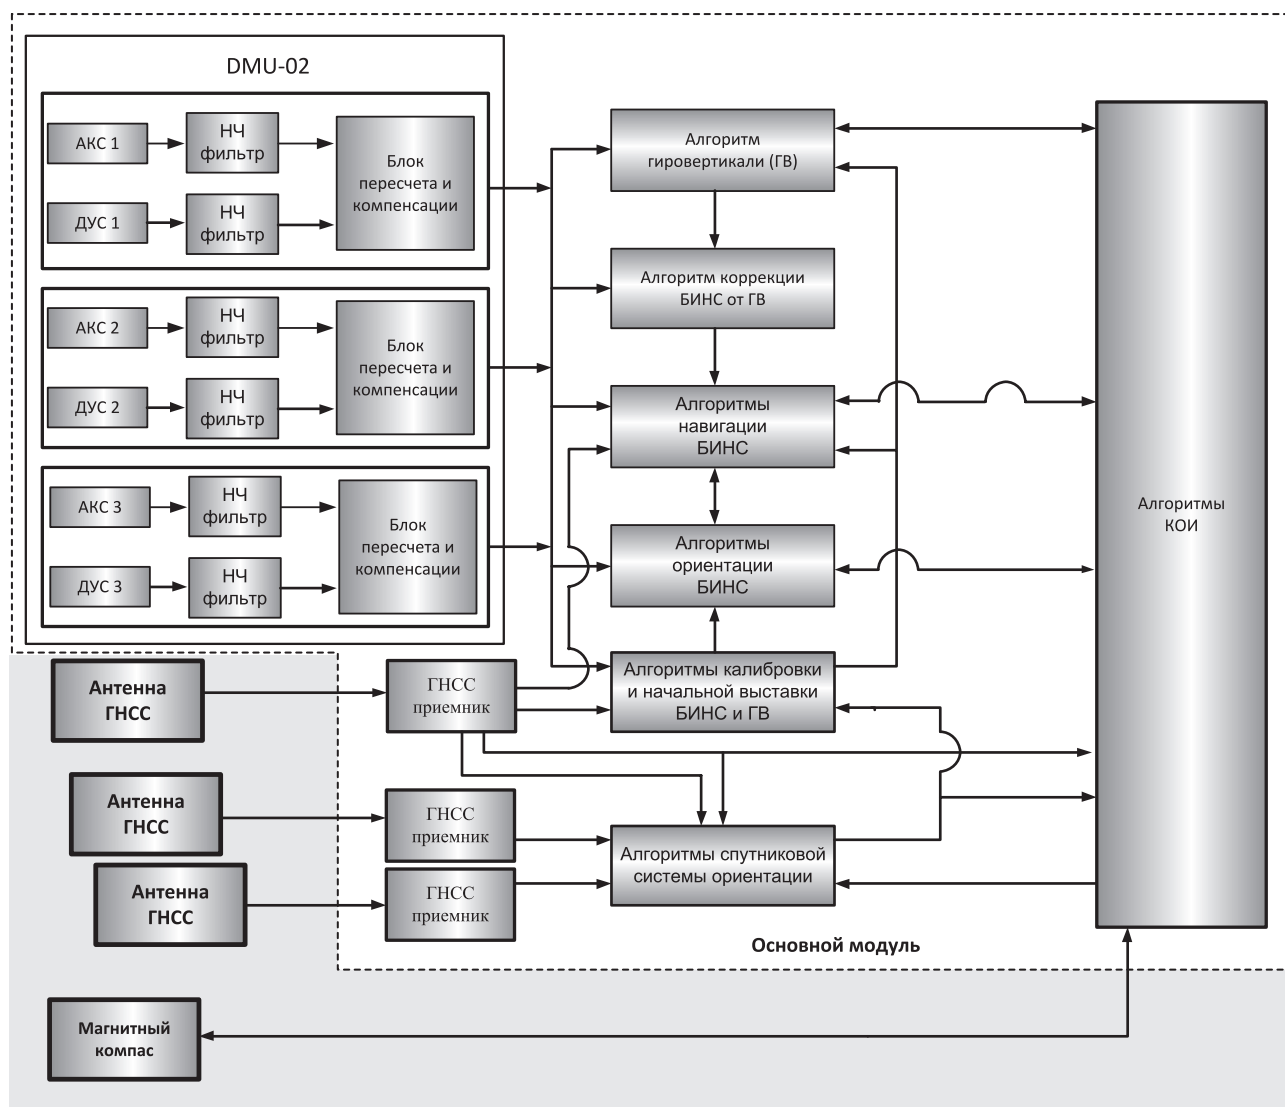 DMU-02
АКС 1
НЧ
фильтр
Блок
пересчета и
компенсации
ДУС 1
НЧ
фильтр
АКС 2
НЧ
фильтр
Блок
пересчета и
компенсации
ДУС 2
НЧ
фильтр
АКС 3
НЧ
фильтр
Блок
пересчета и
компенсации
ДУС 3
НЧ
фильтр
Алгоритм
гировертикали (ГВ)
Алгоритм коррекции
БИНС от ГВ
Алгоритмы
навигации
БИНС
Алгоритмы
ориентации
БИНС
Алгоритмы калибровки
и начальной выставки
БИНС и ГВ
Алгоритмы
КОИ
Антенна
ГНСС
ГНСС
приемник
Антенна
ГНСС
ГНСС
приемник
Антенна
ГНСС
ГНСС
приемник
Алгоритмы спутниковой
системы ориентации
Основной модуль
Магнитный
компас